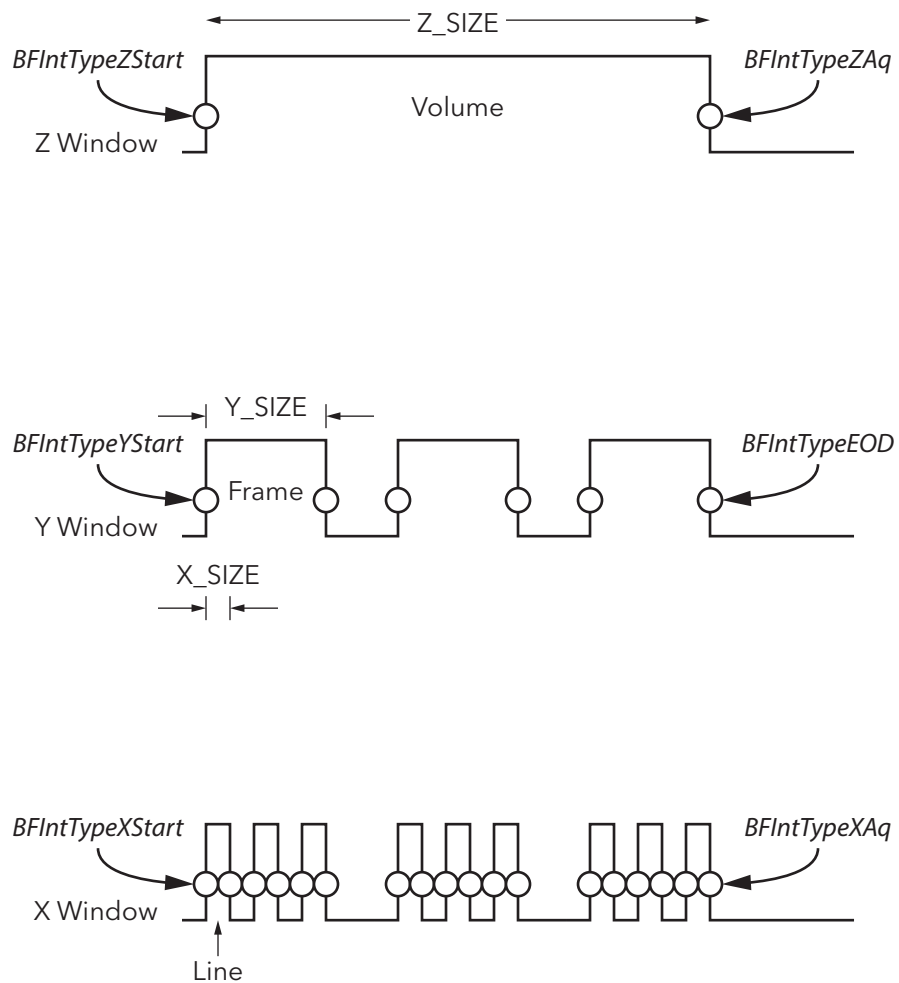 Z_SIZE
BFIntTypeZStart
BFIntTypeZAq
Volume
Z Window
Y_SIZE
BFIntTypeYStart
BFIntTypeEOD
Frame
Y Window
X_SIZE
BFIntTypeXStart
BFIntTypeXAq
X Window
Line